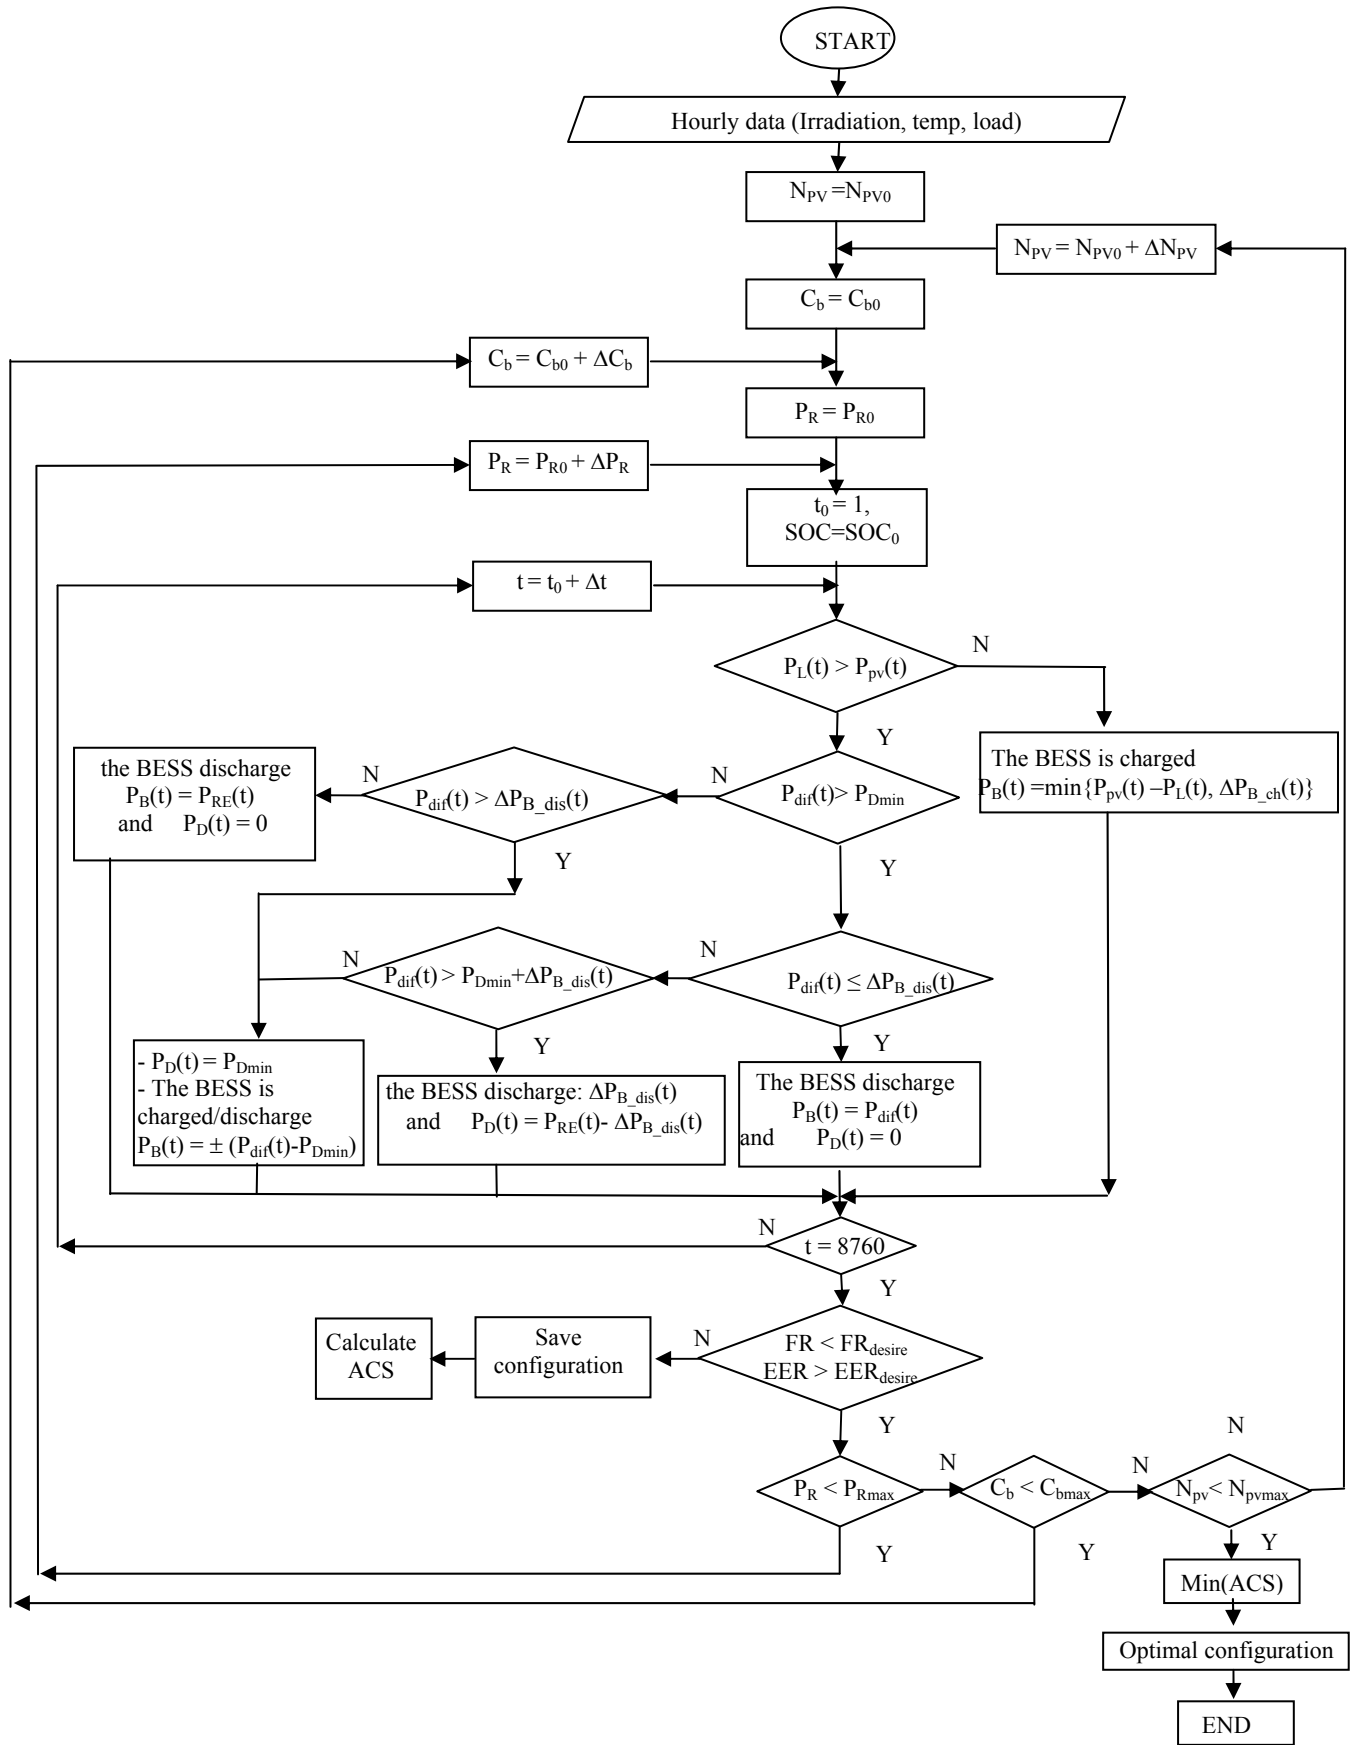 START
Hourly data (Irradiation, temp, load)
N_PV =N_PV0
N_PV = N_PV0 + ΔN_PV
C_b = C_b0
C_b = C_b0 + ΔC_b
P_R = P_R0
P_R = P_R0 + ΔP_R
t_0 = 1,
SOC=SOC_0
t = t_0 + Δt
P_L(t) > P_pv(t)
N
Y
The BESS is charged
P_B(t) =min{P_pv(t) –P_L(t), ΔP_B_ch(t)}
the BESS discharge
P_B(t) = P_RE(t)
and P_D(t) = 0
N
P_dif(t) > ΔP_B_dis(t)
N
P_dif(t)> P_Dmin
Y
Y
N
P_dif(t) > P_Dmin+ΔP_B_dis(t)
N
P_dif(t) ≤ ΔP_B_dis(t)
Y
Y
- P_D(t) = P_Dmin
- The BESS is
charged/discharge
P_B(t) = ± (P_dif(t)-P_Dmin)
the BESS discharge: ΔP_B_dis(t)
and P_D(t) = P_RE(t)- ΔP_B_dis(t)
The BESS discharge
P_B(t) = P_dif(t)
and P_D(t) = 0
N
t = 8760
Y
Calculate
ACS
Save
configuration
N
FR < FR_desire
EER > EER_desire
Y
P_R < P_Rmax
N
C_b < C_bmax
N
N_pv< N_pvmax
N
Y
Y
Y
Min(ACS)
Optimal configuration
END